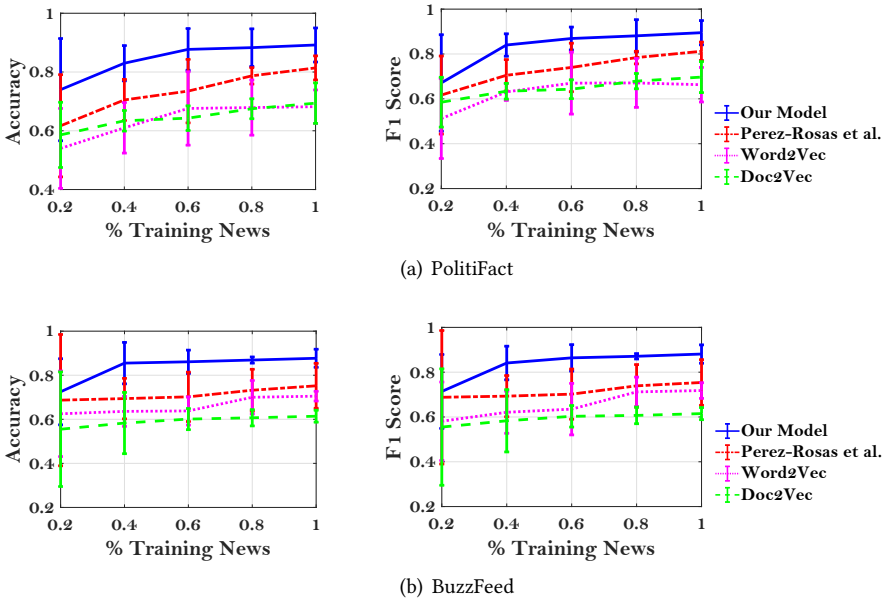 1
0.8
0.6
0.4
Accuracy
0.2 0.4 0.6 0.8 1
% Training News
1
0.8
0.6
0.4
0.2
F1 Score
0.2 0.4 0.6 0.8 1
% Training News
Our Model
Perez-Rosas et al.
Word2Vec
Doc2Vec
(a) PolitiFact
1
0.8
0.6
0.4
0.2
Accuracy
0.2 0.4 0.6 0.8 1
% Training News
1
0.8
0.6
0.4
0.2
F1 Score
0.2 0.4 0.6 0.8 1
% Training News
Our Model
Perez-Rosas et al.
Word2Vec
Doc2Vec
(b) BuzzFeed